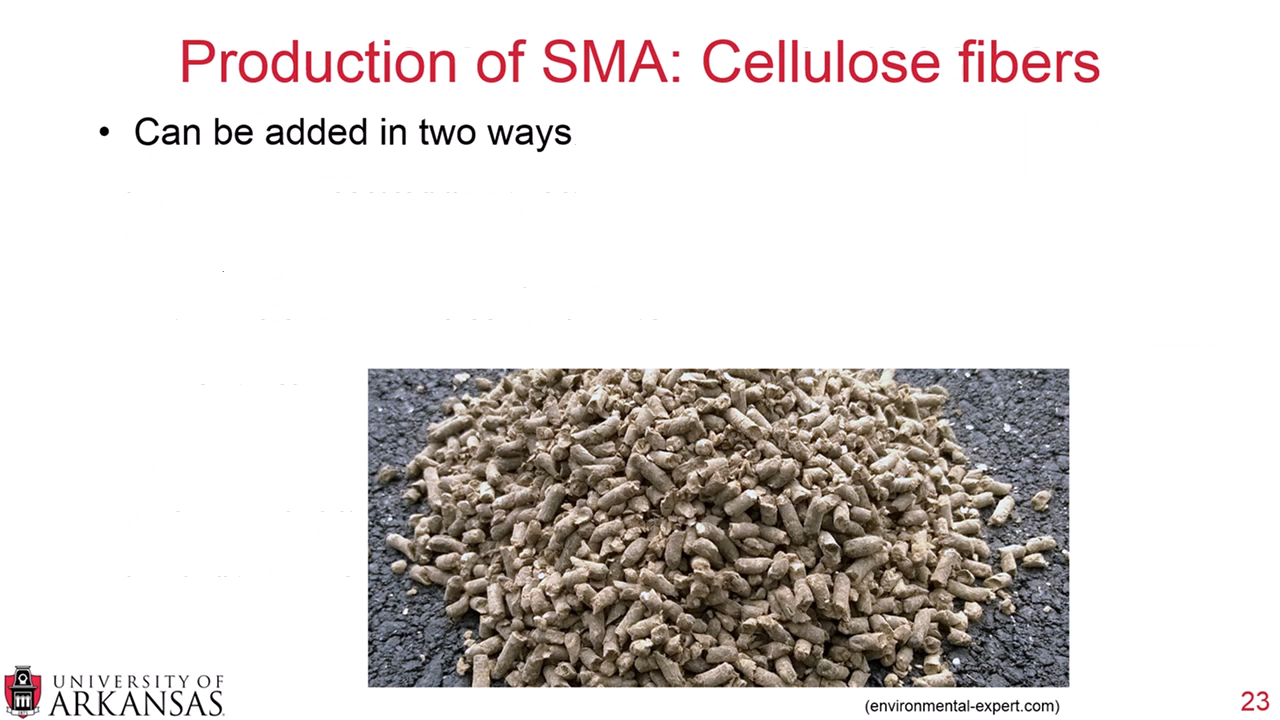 Production of SMA: Cellulose fibers
• Can be added in two ways
UNIVERSITY OF
ARKANSAS
(environmental-expert.com)
23